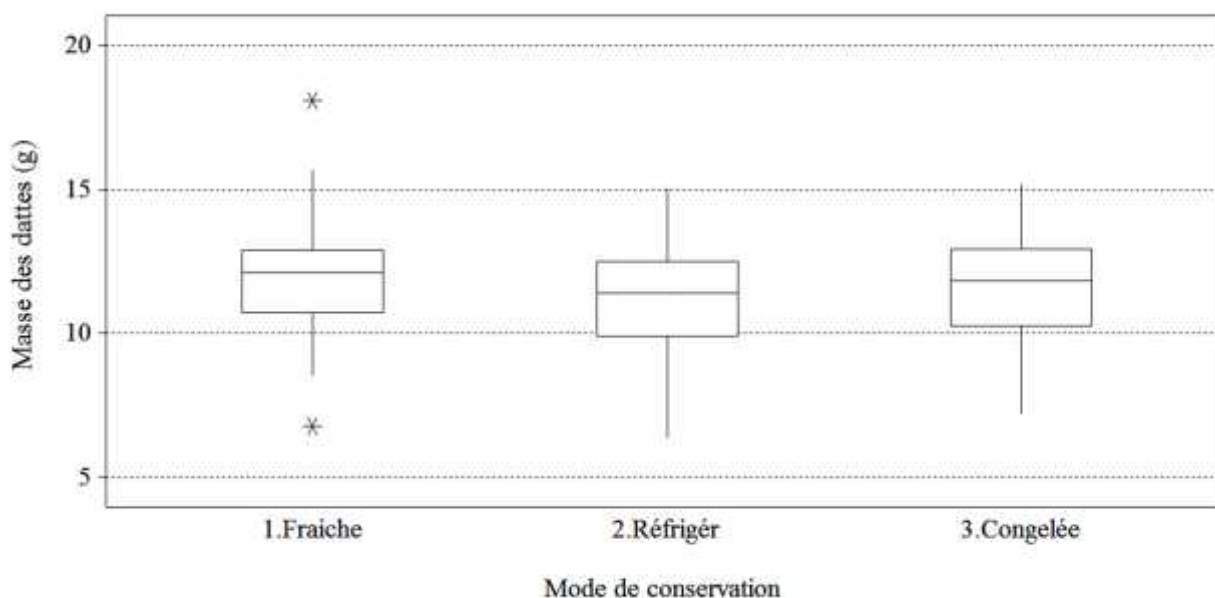 Masse des dattes (g)
20
15
10
5
1.Fraiche
2.Réfrigér
3.Congelée
Mode de conservation